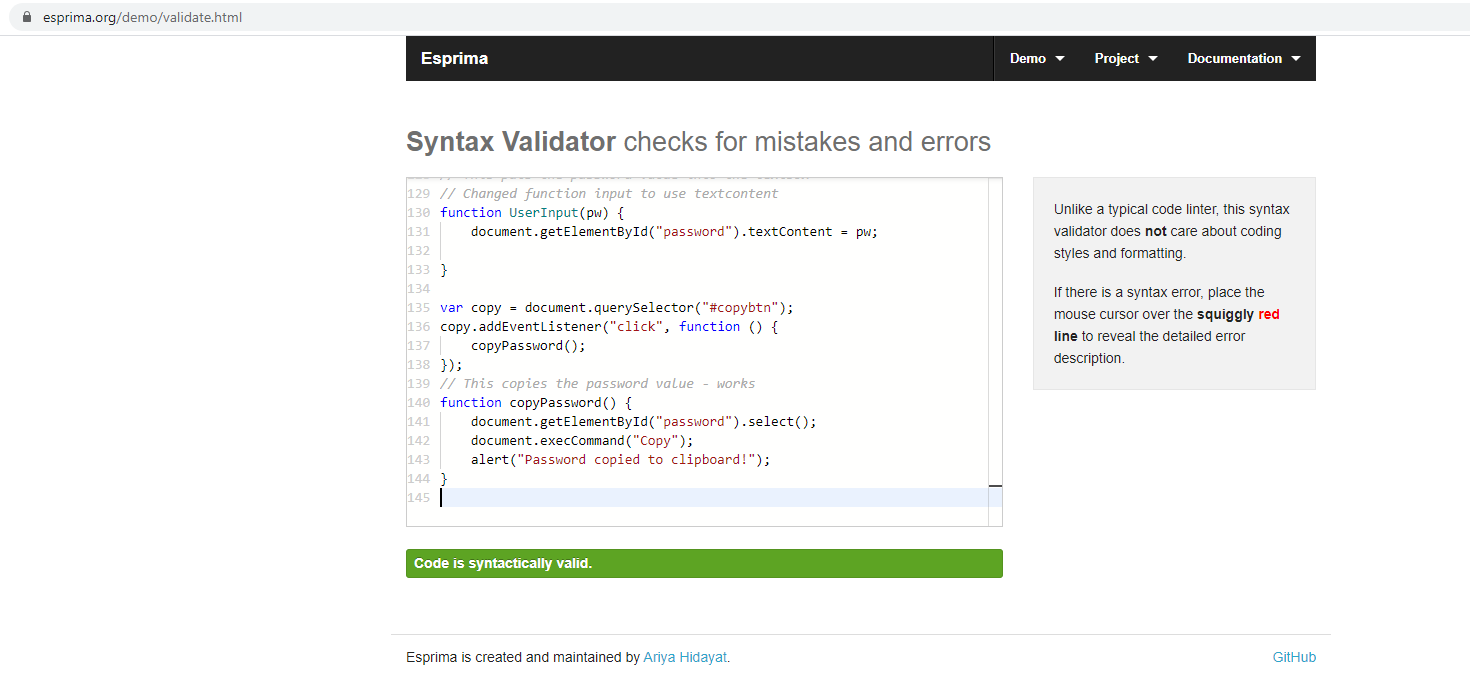 esprima.org/demo/validate.html
Esprima
Demo
Project
Documentation
Syntax Validator checks for mistakes and errors
129 // Changed function input to use textcontent
130 function UserInput(pw) {
131     document.getElementById("password").textContent = pw;
132
133 }
134
135 var copy = document.querySelector("#copybtn");
136 copy.addEventListener("click", function () {
137     copyPassword();
138 });
139 // This copies the password value - works
140 function copyPassword() {
141     document.getElementById("password").select();
142     document.execCommand("Copy");
143     alert("Password copied to clipboard!");
144 }
145
Unlike a typical code linter, this syntax
validator does not care about coding
styles and formatting.
If there is a syntax error, place the
mouse cursor over the squiggly red
line to reveal the detailed error
description.
Code is syntactically valid.
Esprima is created and maintained by Ariya Hidayat.
GitHub